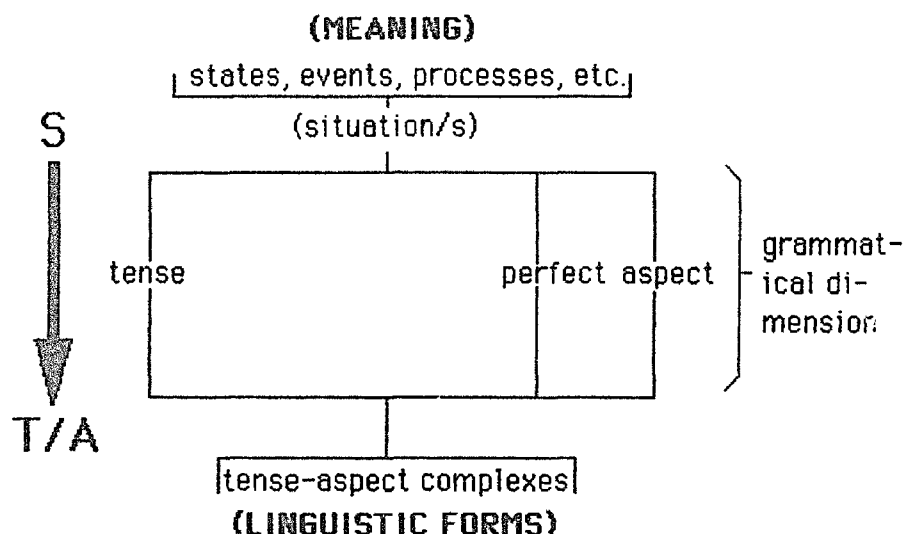 (MEANING)
states, events, processes, etc.
(situation/s)
S
tense
perfect aspect
grammat-
ical di-
mension
T/A
tense-aspect complexes
(LINGUISTIC FORMS)